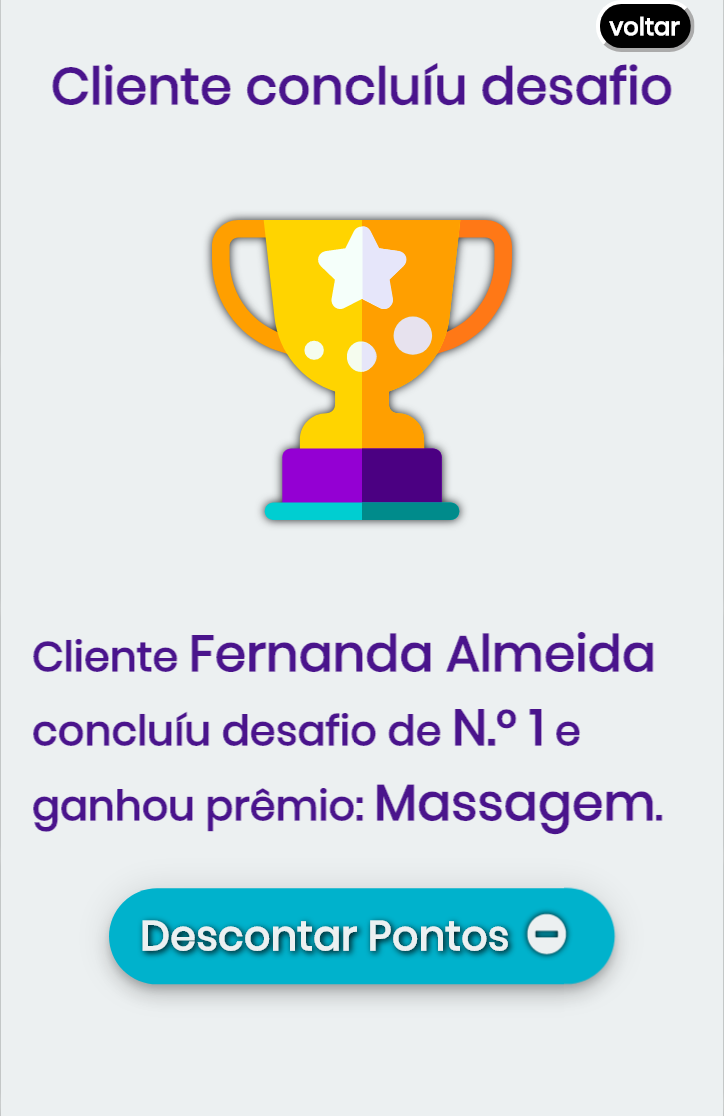 voltar
Cliente concluíu desafio
Cliente Fernanda Almeida
concluíu desafio de N.º 1 e
ganhou prêmio: Massagem.
Descontar Pontos